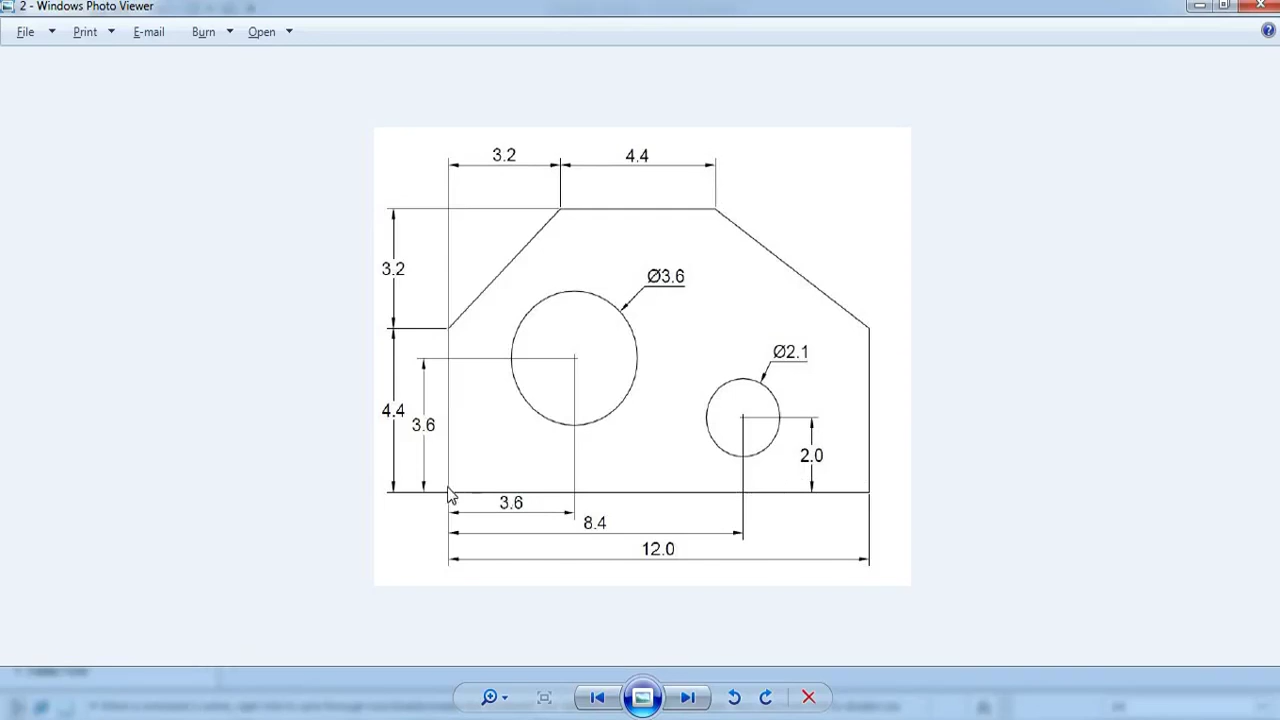 2 - Windows Photo Viewer
File Print E-mail Burn Open
3.2 4.4
3.2
Ø3.6
Ø2.1
4.4
3.6
2.0
3.6
8.4
12.0